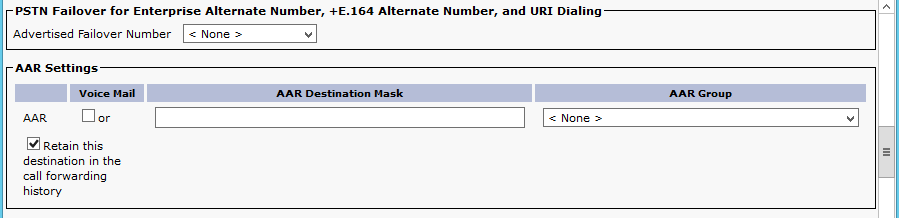 PSTN Failover for Enterprise Alternate Number, +E.164 Alternate Number, and URI Dialing
Advertised Failover Number < None >
AAR Settings
Voice Mail AAR Destination Mask AAR Group
AAR or < None >
Retain this
destination in the
call forwarding
history